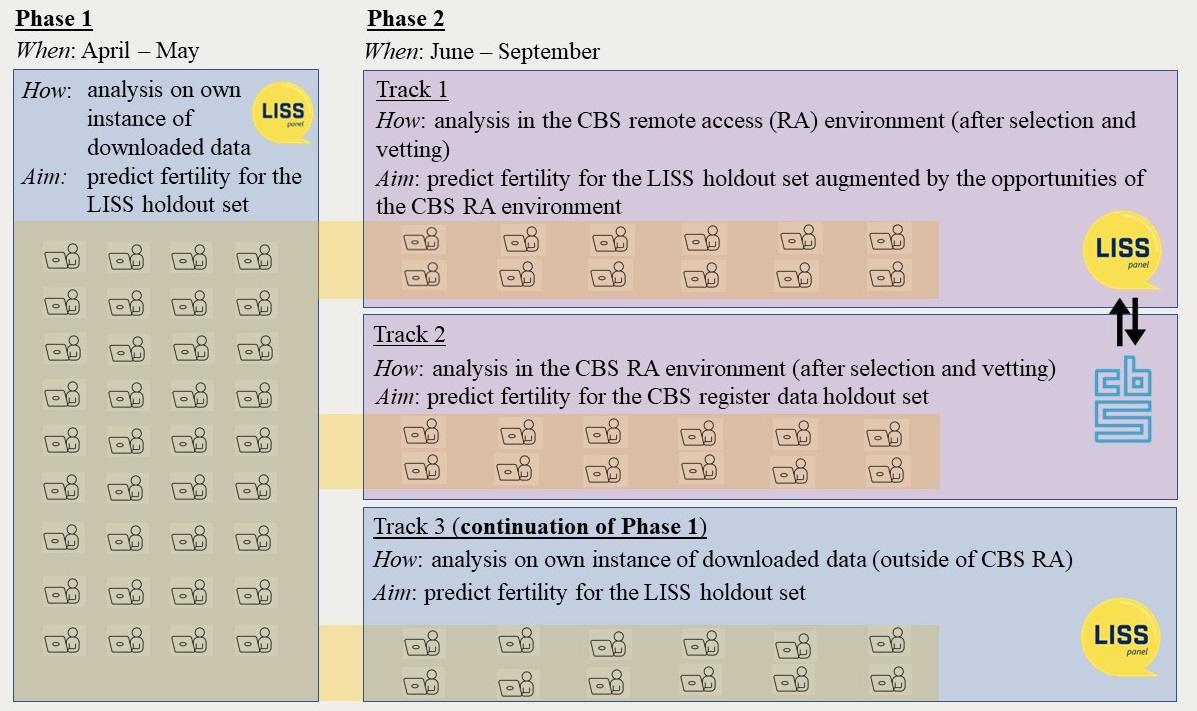 Phase 1
When: April – May
How: analysis on own
instance of
downloaded data
Aim: predict fertility for the
LISS holdout set
LISS
panel
Phase 2
When: June – September
Track 1
How: analysis in the CBS remote access (RA) environment (after selection and
vetting)
Aim: predict fertility for the LISS holdout set augmented by the opportunities of
the CBS RA environment
LISS
panel
Track 2
How: analysis in the CBS RA environment (after selection and vetting)
Aim: predict fertility for the CBS register data holdout set
cbs
Track 3 (continuation of Phase 1)
How: analysis on own instance of downloaded data (outside of CBS RA)
Aim: predict fertility for the LISS holdout set
LISS
panel